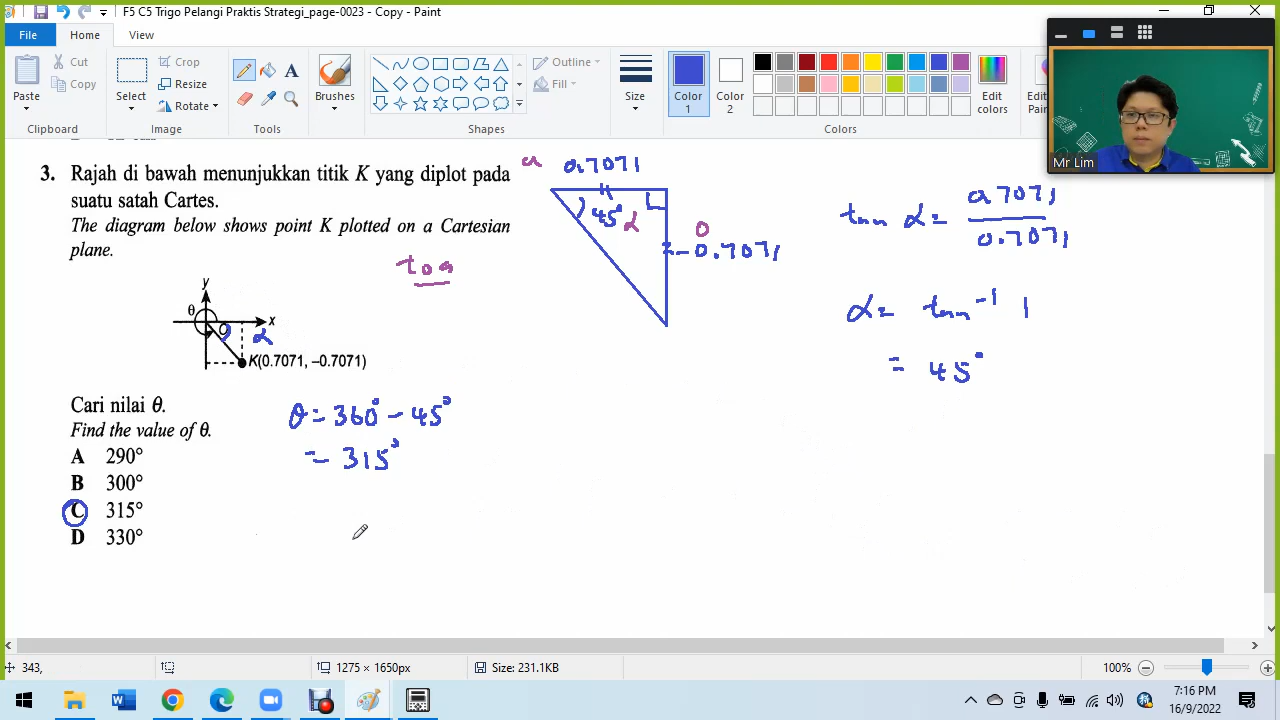 F5 C5 Trigo Pelangi Praktis Strategi_page-0023 - Copy - Paint
File Home View
Paste Cut Copy Clipboard
Select Crop Resize Rotate Image
A Tools
Brushes
Outline Fill Shapes
Size
Color 1 Color 2 Edit colors Colors
Edit Pa
Mr Lim
3. Rajah di bawah menunjukkan titik K yang diplot pada
suatu satah Cartes.
The diagram below shows point K plotted on a Cartesian
plane.
y
θ
x
O
α
K(0.7071, –0.7071)
toa
a 0.7071
45° α
o
-0.7071
tan α = 0.7071 / 0.7071
α = tan⁻¹ 1
= 45°
Cari nilai θ.
Find the value of θ.
A 290°
B 300°
C 315°
D 330°
θ = 360° - 45°
= 315°
343,
1275 × 1650px
Size: 231.1KB
100%
7:16 PM
16/9/2022